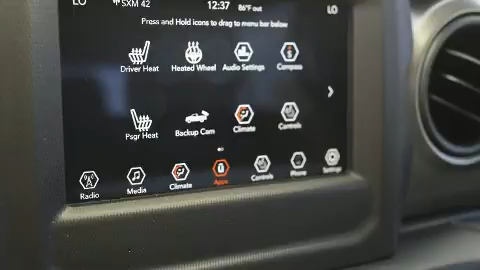 LO SXM 42 12:37 86°F out LO
Press and Hold icons to drag to menu bar below
Driver Heat Heated Wheel Audio Settings Compass
Psgr Heat Backup Cam Climate Controls
Radio Media Climate Apps Controls Phone Settings